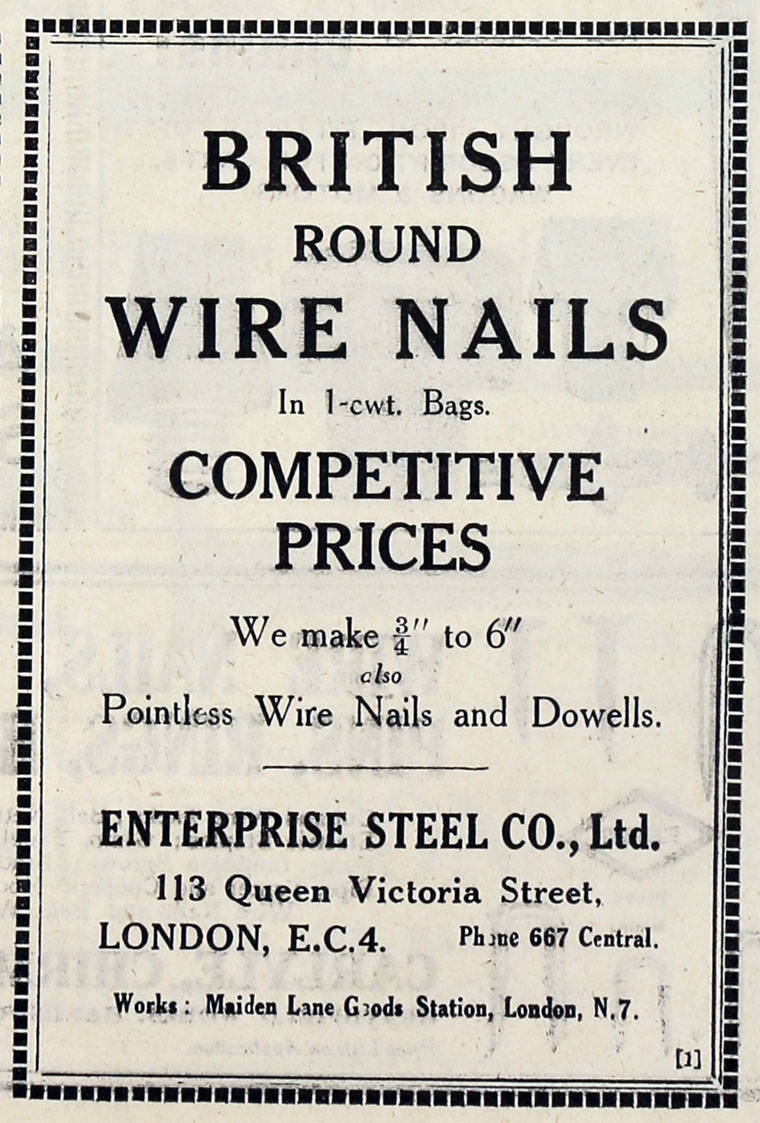 BRITISH
ROUND
WIRE NAILS
In 1-cwt. Bags.
COMPETITIVE
PRICES
We make ¾" to 6"
also
Pointless Wire Nails and Dowells.
ENTERPRISE STEEL CO., Ltd.
113 Queen Victoria Street,
LONDON, E.C.4. Phone 667 Central.
Works: Maiden Lane Goods Station, London, N.7.
[1]